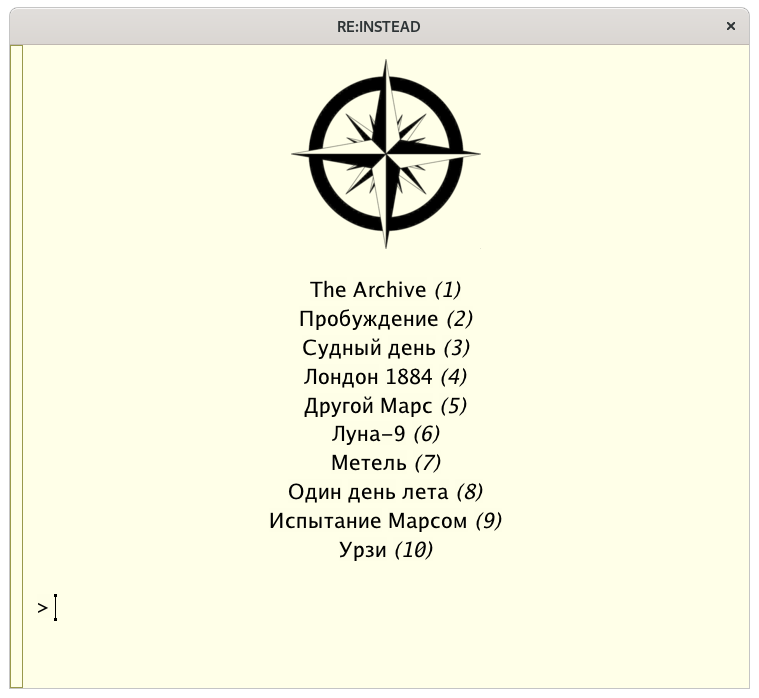 RE:INSTEAD
The Archive (1)
Пробуждение (2)
Судный день (3)
Лондон 1884 (4)
Другой Марс (5)
Луна-9 (6)
Метель (7)
Один день лета (8)
Испытание Марсом (9)
Урзи (10)
>